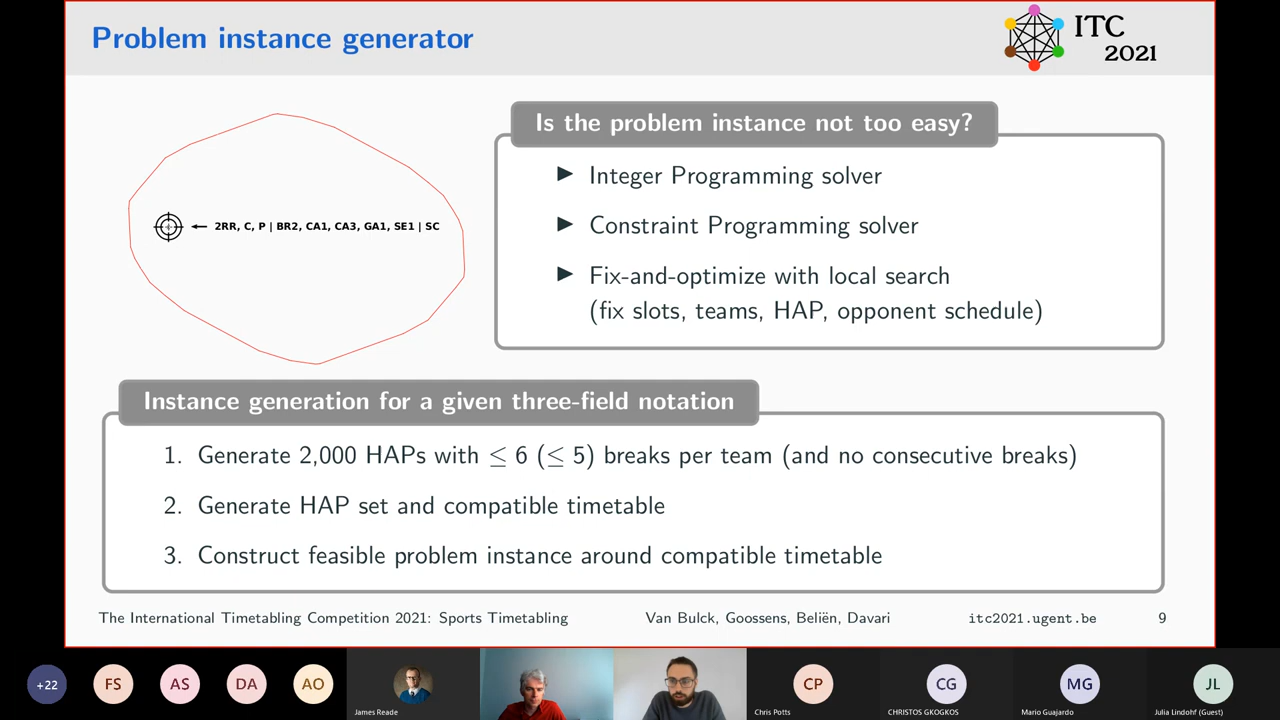 Problem instance generator
ITC
2021
2RR, C, P | BR2, CA1, CA3, GA1, SE1 | SC
Is the problem instance not too easy?
▶ Integer Programming solver
▶ Constraint Programming solver
▶ Fix-and-optimize with local search
(fix slots, teams, HAP, opponent schedule)
Instance generation for a given three-field notation
1. Generate 2,000 HAPs with ≤ 6 (≤ 5) breaks per team (and no consecutive breaks)
2. Generate HAP set and compatible timetable
3. Construct feasible problem instance around compatible timetable
The International Timetabling Competition 2021: Sports Timetabling
Van Bulck, Goossens, Beliën, Davari
itc2021.ugent.be
9
+22
FS
AS
DA
AO
James Reade
CP
Chris Potts
CG
CHRISTOS GKOGKOS
MG
Mario Guajardo
JL
Julia Lindohf (Guest)